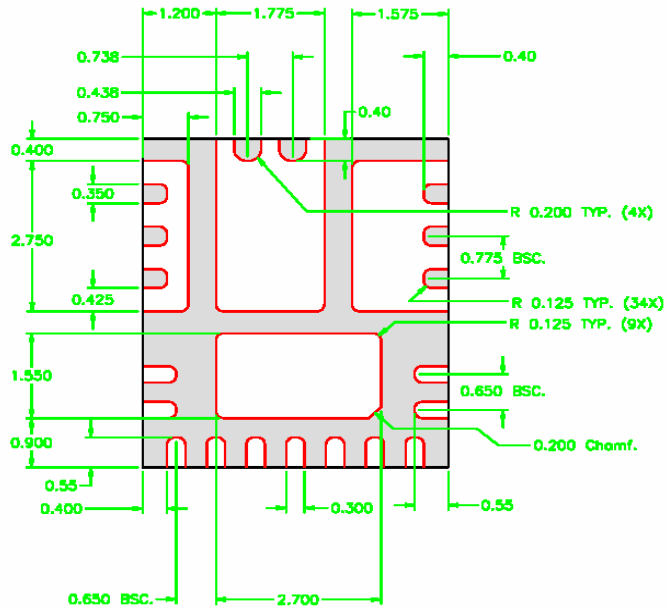 1.200
1.775
1.575
0.738
0.40
0.438
0.750
0.40
0.400
0.350
R 0.200 TYP. (4X)
2.750
0.775 BSC.
0.425
R 0.125 TYP. (34X)
R 0.125 TYP. (9X)
1.550
0.650 BSC.
0.900
0.200 Chamf.
0.55
0.400
0.300
0.55
0.650 BSC.
2.700